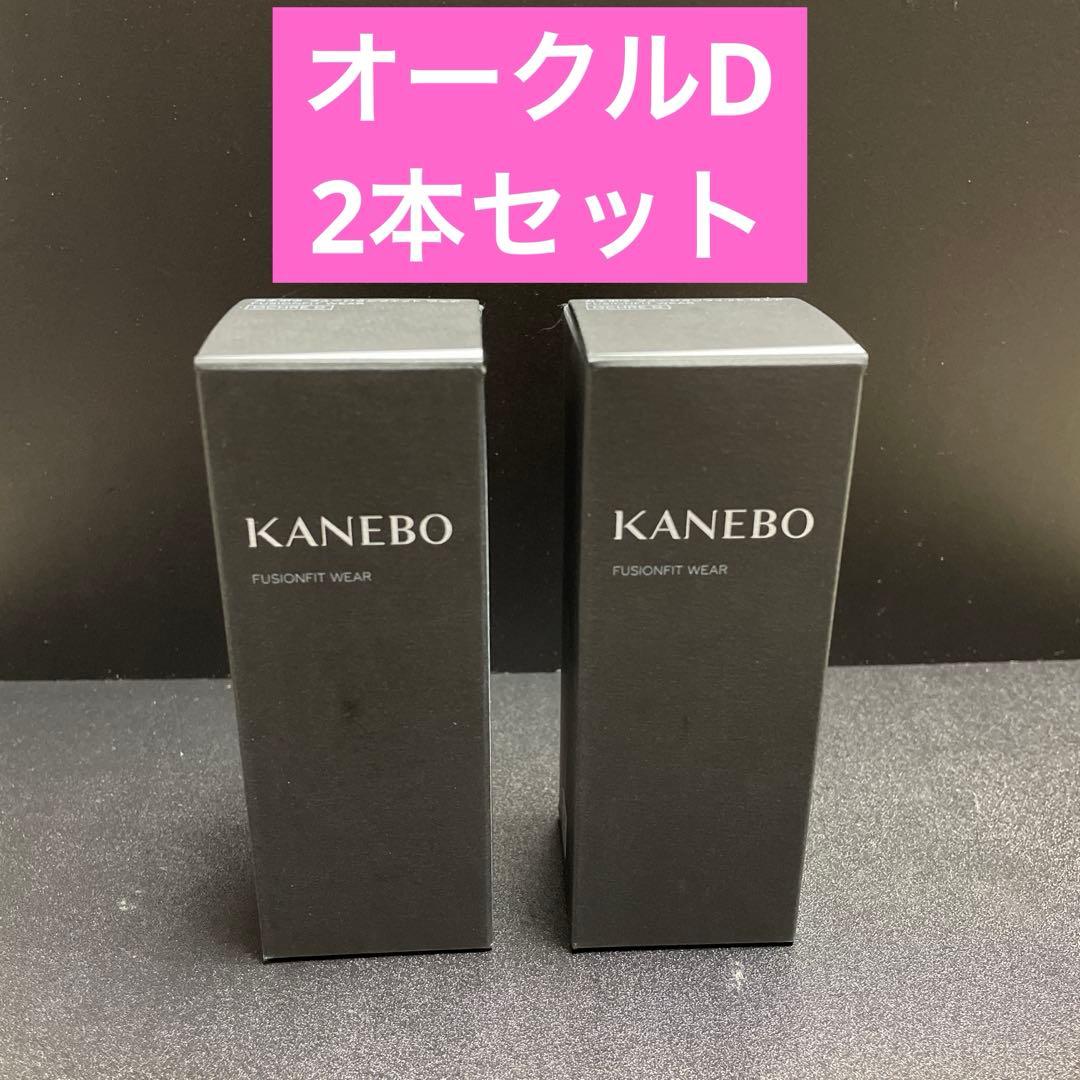 オークルD
2本セット
KANEBO
FUSIONFIT WEAR
KANEBO
FUSIONFIT WEAR